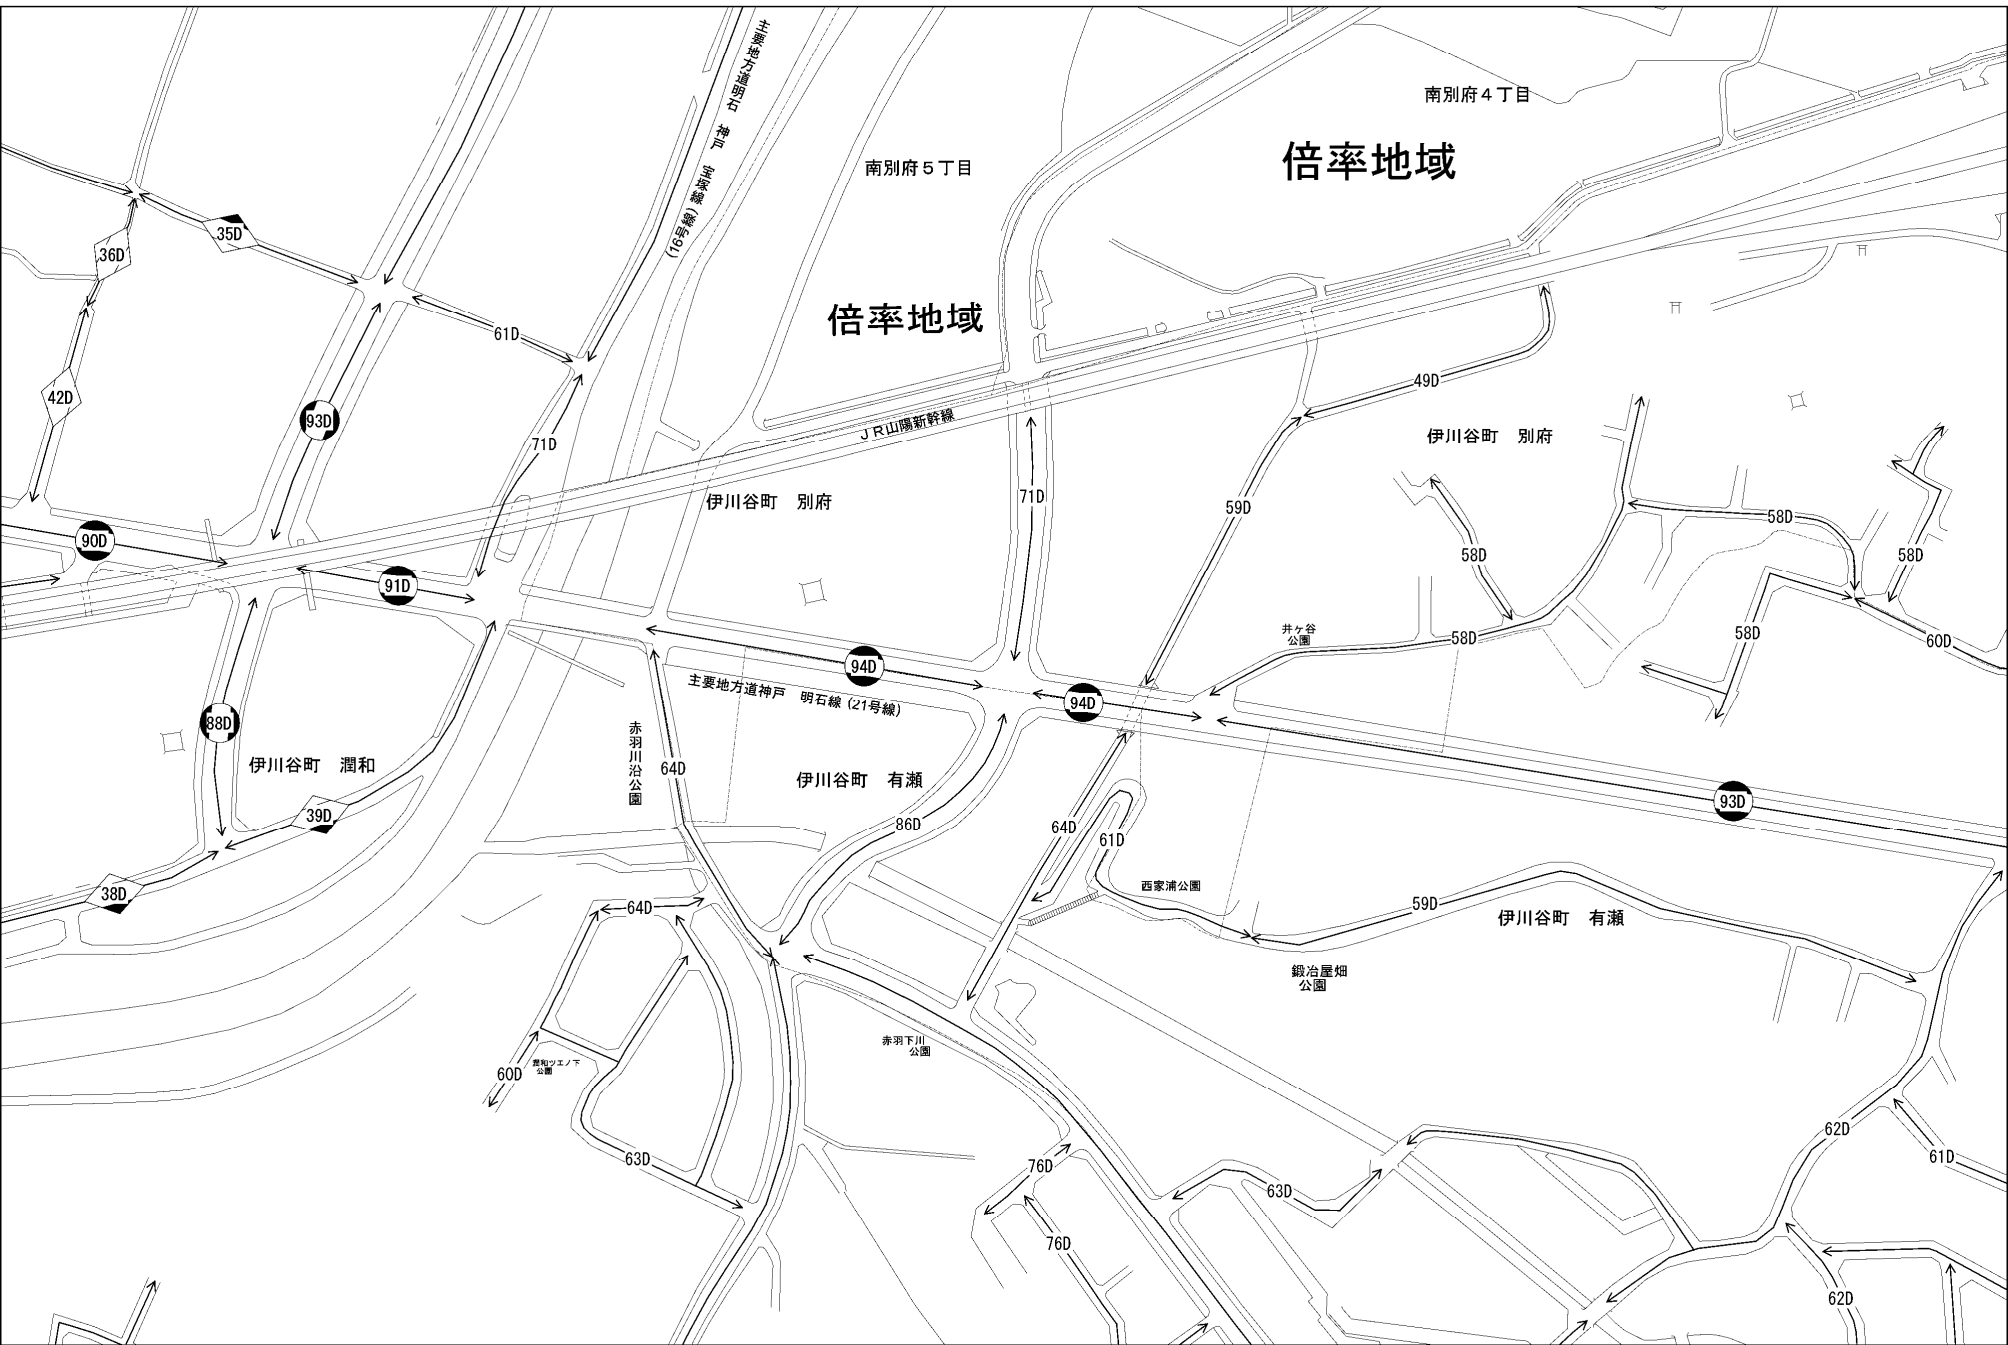 主要地方道明石　神戸　宝塚線
(16号線)
南別府４丁目
倍率地域
南別府５丁目
倍率地域
35D
36D
61D
42D
93D
71D
49D
ＪＲ山陽新幹線
伊川谷町　別府
伊川谷町　別府
71D
59D
58D
58D
58D
90D
91D
58D
58D
60D
井ヶ谷
公園
94D
94D
主要地方道神戸　明石線 (21号線)
88D
赤羽川沿公園
64D
伊川谷町　潤和
伊川谷町　有瀬
39D
86D
64D
61D
93D
38D
64D
西家浦公園
59D
伊川谷町　有瀬
鍛冶屋畑
公園
赤羽下川
公園
60D
潤和ツエノ下
公園
63D
76D
76D
63D
62D
61D
62D